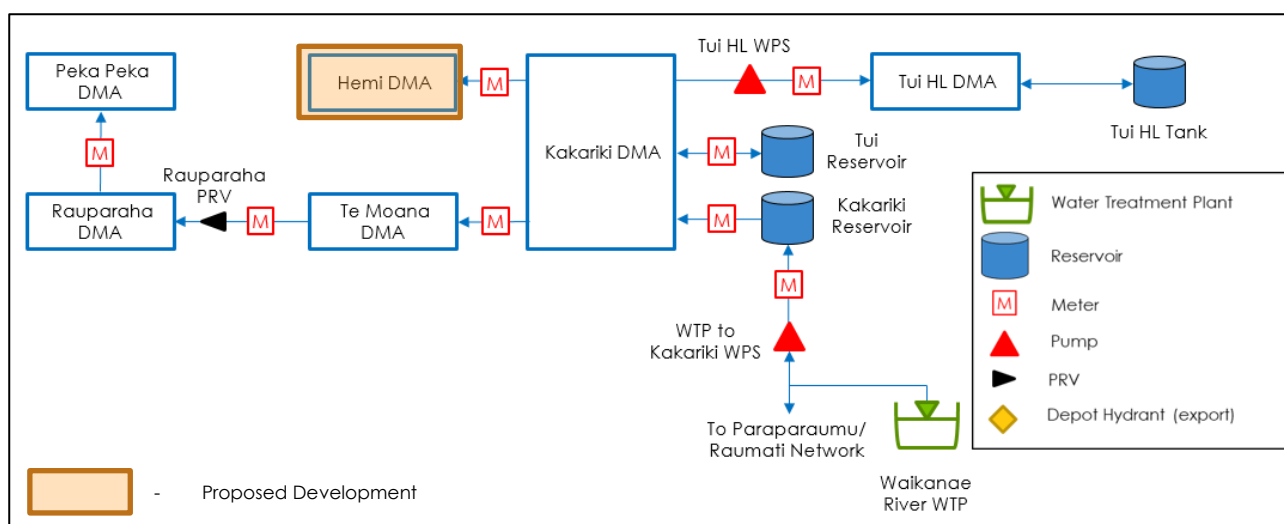 Peka Peka
DMA
Hemi DMA
M
Tui HL WPS
M
Tui HL DMA
Tui HL Tank
M
Kakariki DMA
M
Tui
Reservoir
Rauparaha
PRV
Rauparaha
DMA
M
Te Moana
DMA
M
M
Kakariki
Reservoir
M
WTP to
Kakariki WPS
To Paraparaumu/
Raumati Network
Waikanae
River WTP
Water Treatment Plant
Reservoir
M
Meter
Pump
PRV
Depot Hydrant (export)
- Proposed Development